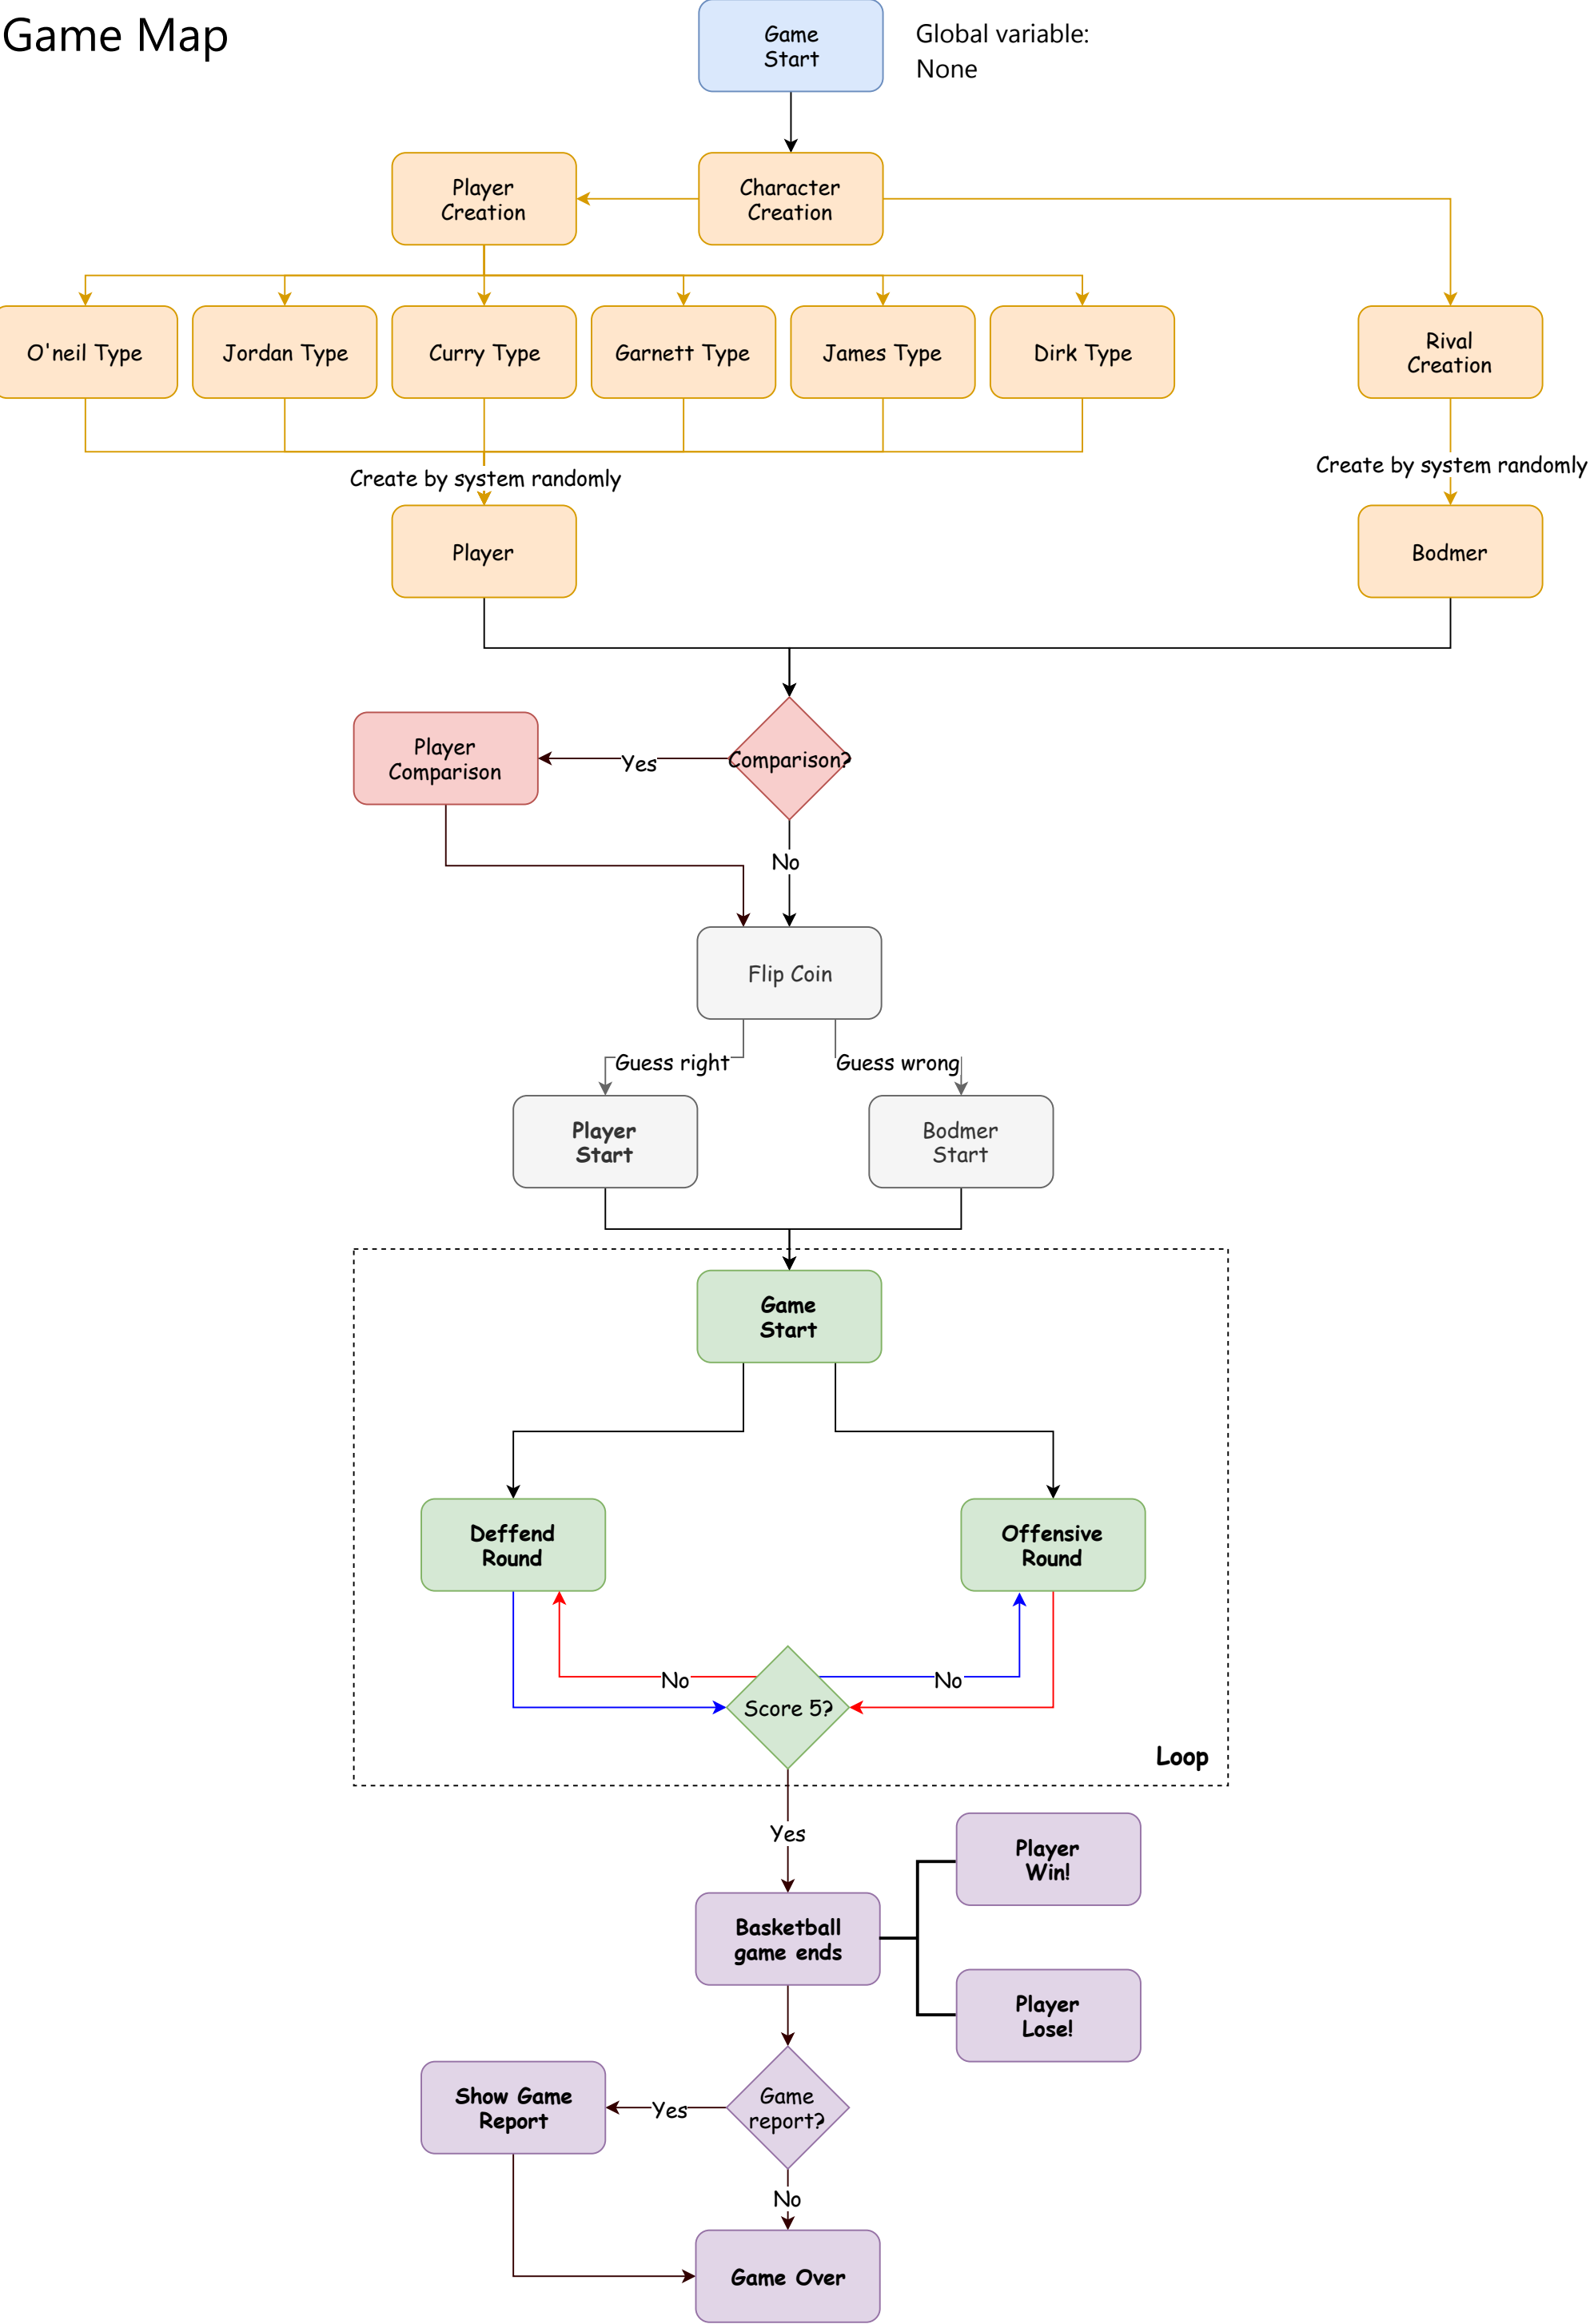 Game Map
Game
Start
Global variable:
None
Player
Creation
Character
Creation
O'neil Type
Jordan Type
Curry Type
Garnett Type
James Type
Dirk Type
Rival
Creation
Create by system randomly
Create by system randomly
Player
Bodmer
Player
Comparison
Yes
Comparison?
No
Flip Coin
Guess right
Guess wrong
Player
Start
Bodmer
Start
Game
Start
Deffend
Round
Offensive
Round
No
No
Score 5?
Loop
Yes
Player
Win!
Basketball
game ends
Player
Lose!
Show Game
Report
Yes
Game
report?
No
Game Over